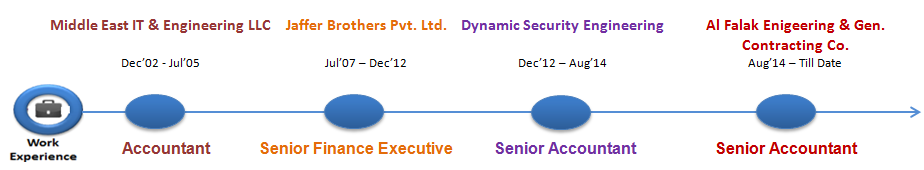 Middle East IT & Engineering LLC
Jaffer Brothers Pvt. Ltd.
Dynamic Security Engineering
Al Falak Enigeering & Gen.
Contracting Co.
Dec'02 - Jul'05
Jul'07 – Dec'12
Dec'12 – Aug'14
Aug'14 – Till Date
Work
Experience
Accountant
Senior Finance Executive
Senior Accountant
Senior Accountant